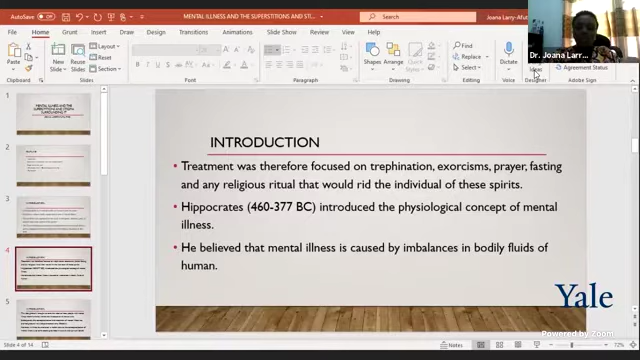 AutoSave Off
MENTAL ILLNESS AND THE SUPERSTITIONS AND STI...
Search
Joana Larry-Afut
File Home Insert Draw Design Transitions Animations Slide Show Review View Help
Paste
New Slide
Reuse Slides
Layout
Reset
Section
Shapes
Arrange
Quick Styles
Find
Replace
Select
Dictate
Ideas
Agreement Status
Clipboard
Slides
Font
Paragraph
Drawing
Editing
Voice
Designer
Adobe Sign
Dr. Joana Larr...
1
2
3
INTRODUCTION
4
5
INTRODUCTION
• Treatment was therefore focused on trephination, exorcisms, prayer, fasting
and any religious ritual that would rid the individual of these spirits.
• Hippocrates (460-377 BC) introduced the physiological concept of mental
illness.
• He believed that mental illness is caused by imbalances in bodily fluids of
human.
Yale
Powered by Zoom
Slide 4 of 14
Notes
72%